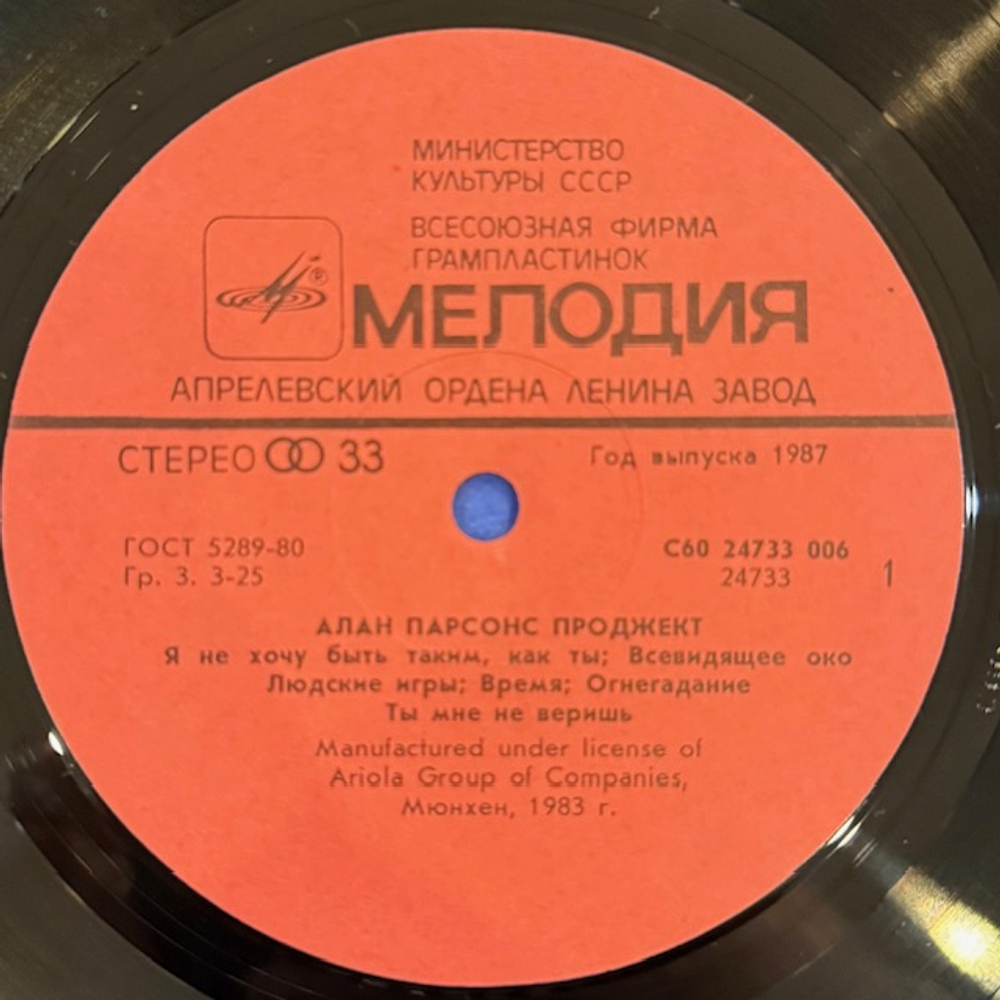 МИНИСТЕРСТВО
КУЛЬТУРЫ СССР
ВСЕСОЮЗНАЯ ФИРМА
ГРАМПЛАСТИНОК
®
МЕЛОДИЯ
АПРЕЛЕВСКИЙ ОРДЕНА ЛЕНИНА ЗАВОД
СТЕРЕО 33
Год выпуска 1987
ГОСТ 5289-80
Гр. 3. 3-25
С60 24733 006
24733
1
АЛАН ПАРСОНС ПРОДЖЕКТ
Я не хочу быть таким, как ты; Всевидящее око
Людские игры; Время; Огнегадание
Ты мне не веришь
Manufactured under license of
Ariola Group of Companies,
Мюнхен, 1983 г.